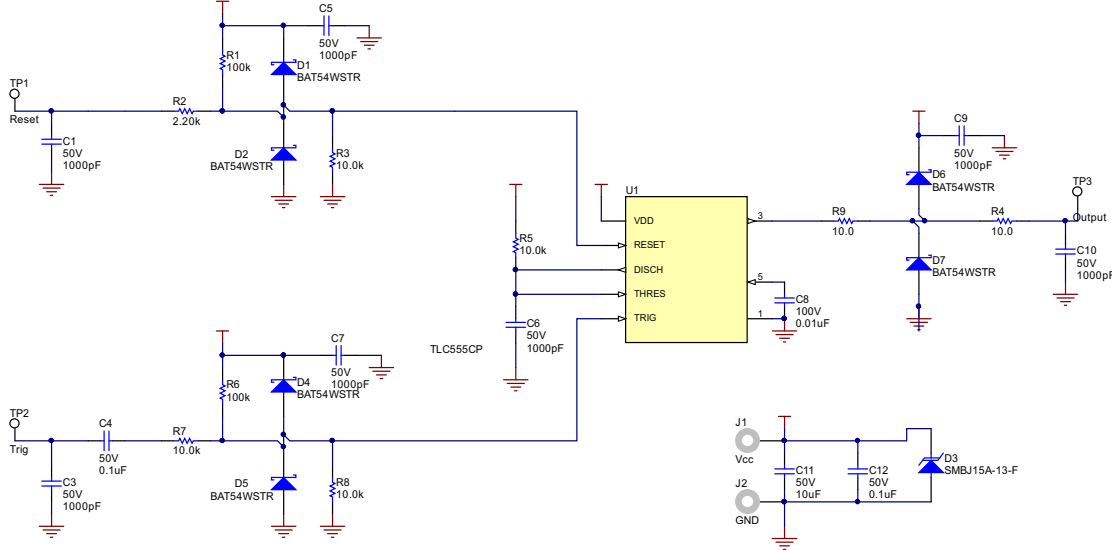 C5
50V
1000pF
R1
100k
D1
BAT54WSTR
TP1
Reset
R2
2.20k
C1
50V
1000pF
D2
BAT54WSTR
R3
10.0k
C9
50V
1000pF
D6
BAT54WSTR
TP3
Output
U1
VDD
RESET
DISCH
THRES
TRIG
3
5
1
R9
10.0
R4
10.0
R5
10.0k
D7
BAT54WSTR
C10
50V
1000pF
C8
100V
0.01uF
C6
50V
1000pF
TLC555CP
C7
50V
1000pF
R6
100k
D4
BAT54WSTR
TP2
Trig
C4
50V
0.1uF
R7
10.0k
C3
50V
1000pF
D5
BAT54WSTR
R8
10.0k
J1
Vcc
C11
50V
10uF
C12
50V
0.1uF
D3
SMBJ15A-13-F
J2
GND